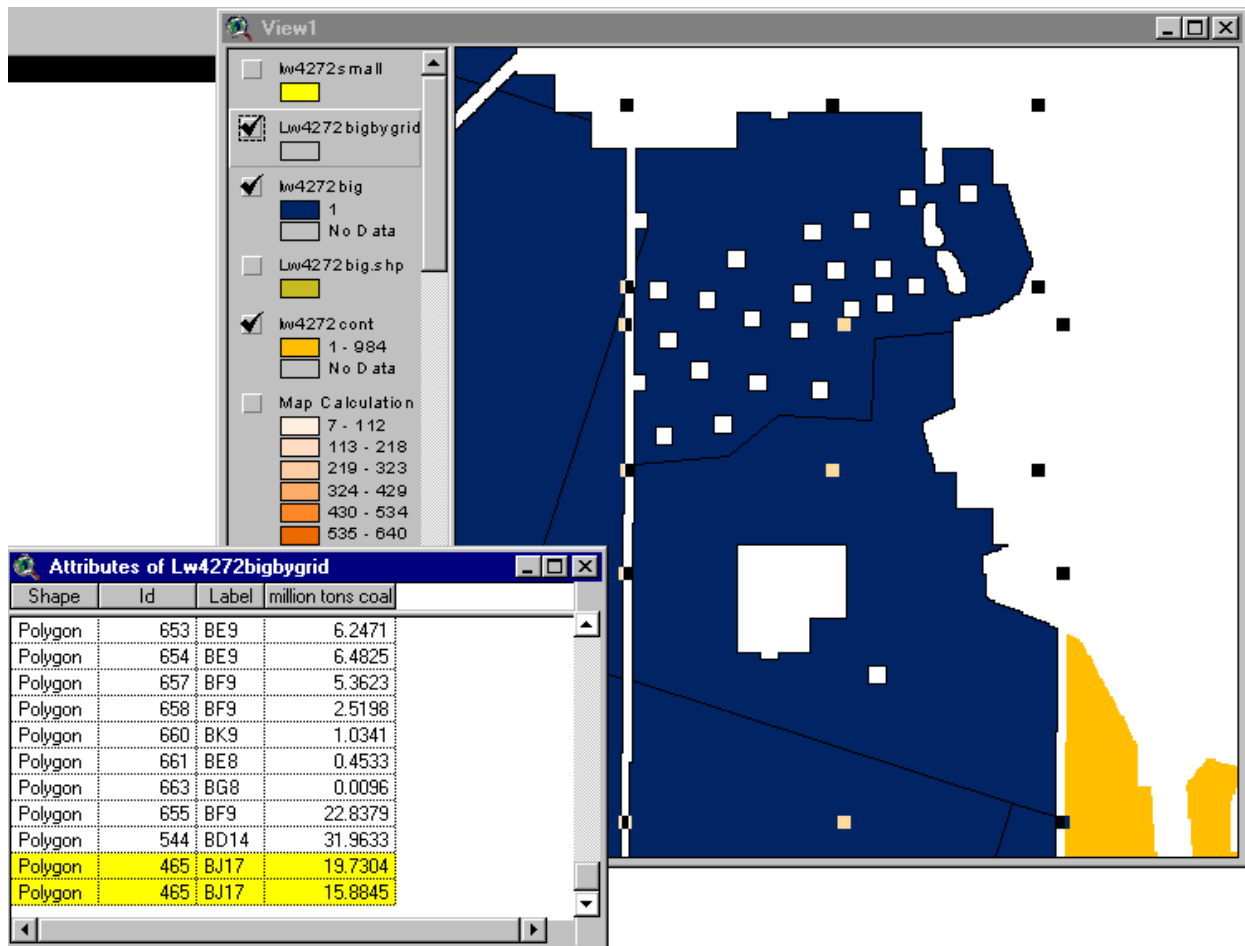 View1
lw4272small
Lw4272bigbygrid
lw4272big
1
No Data
Lw4272big.shp
lw4272cont
1 - 984
No Data
Map Calculation
7 - 112
113 - 218
219 - 323
324 - 429
430 - 534
535 - 640
Attributes of Lw4272bigbygrid
Shape Id Label million tons coal
Polygon 653 BE9 6.2471
Polygon 654 BE9 6.4825
Polygon 657 BF9 5.3623
Polygon 658 BF9 2.5198
Polygon 660 BK9 1.0341
Polygon 661 BE8 0.4533
Polygon 663 BG8 0.0096
Polygon 655 BF9 22.8379
Polygon 544 BD14 31.9633
Polygon 465 BJ17 19.7304
Polygon 465 BJ17 15.8845